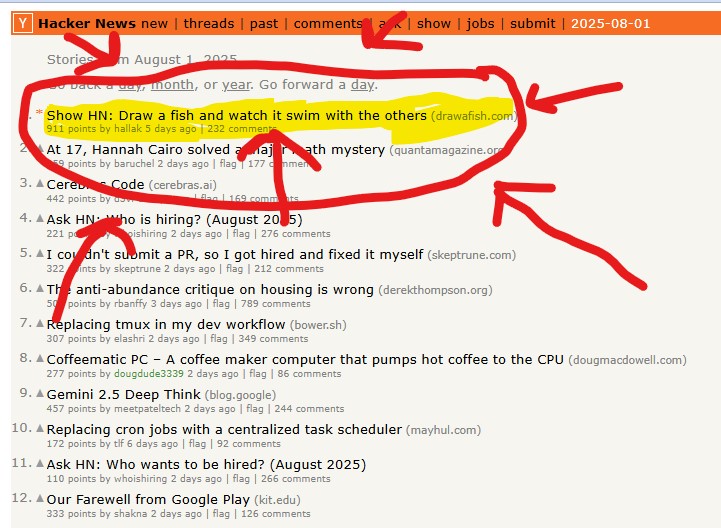 Y Hacker News new | threads | past | comments | ask | show | jobs | submit | 2025-08-01
Stories from August 1, 2025
Go back a day, month, or year. Go forward a day.
* Show HN: Draw a fish and watch it swim with the others (drawafish.com)
911 points by hallak 5 days ago | 232 comments
2. At 17, Hannah Cairo solved a major math mystery (quantamagazine.org
points by baruchel 2 days ago | flag | 177 comments
3. Cerebras Code (cerebras.ai)
442 points by days ago | flag | 169 comments
4. Ask HN: Who is hiring? (August 2025)
221 points by whoishiring 2 days ago | flag | 276 comments
5. I couldn't submit a PR, so I got hired and fixed it myself (skeptrune.com)
322 points by skeptrune 2 days ago | flag | 212 comments
6. The anti-abundance critique on housing is wrong (derekthompson.org)
points by rbanffy 3 days ago | flag | 789 comments
7. Replacing tmux in my dev workflow (bower.sh)
307 points by elashri 2 days ago | flag | 349 comments
8. Coffeematic PC – A coffee maker computer that pumps hot coffee to the CPU (dougmacdowell.com)
277 points by dougdude3339 2 days ago | flag | 86 comments
9. Gemini 2.5 Deep Think (blog.google)
457 points by meetpateltech 2 days ago | flag | 244 comments
10. Replacing cron jobs with a centralized task scheduler (mayhul.com)
172 points by tlf 6 days ago | flag | 92 comments
11. Ask HN: Who wants to be hired? (August 2025)
110 points by whoishiring 2 days ago | flag | 266 comments
12. Our Farewell from Google Play (kit.edu)
333 points by shakna 2 days ago | flag | 126 comments